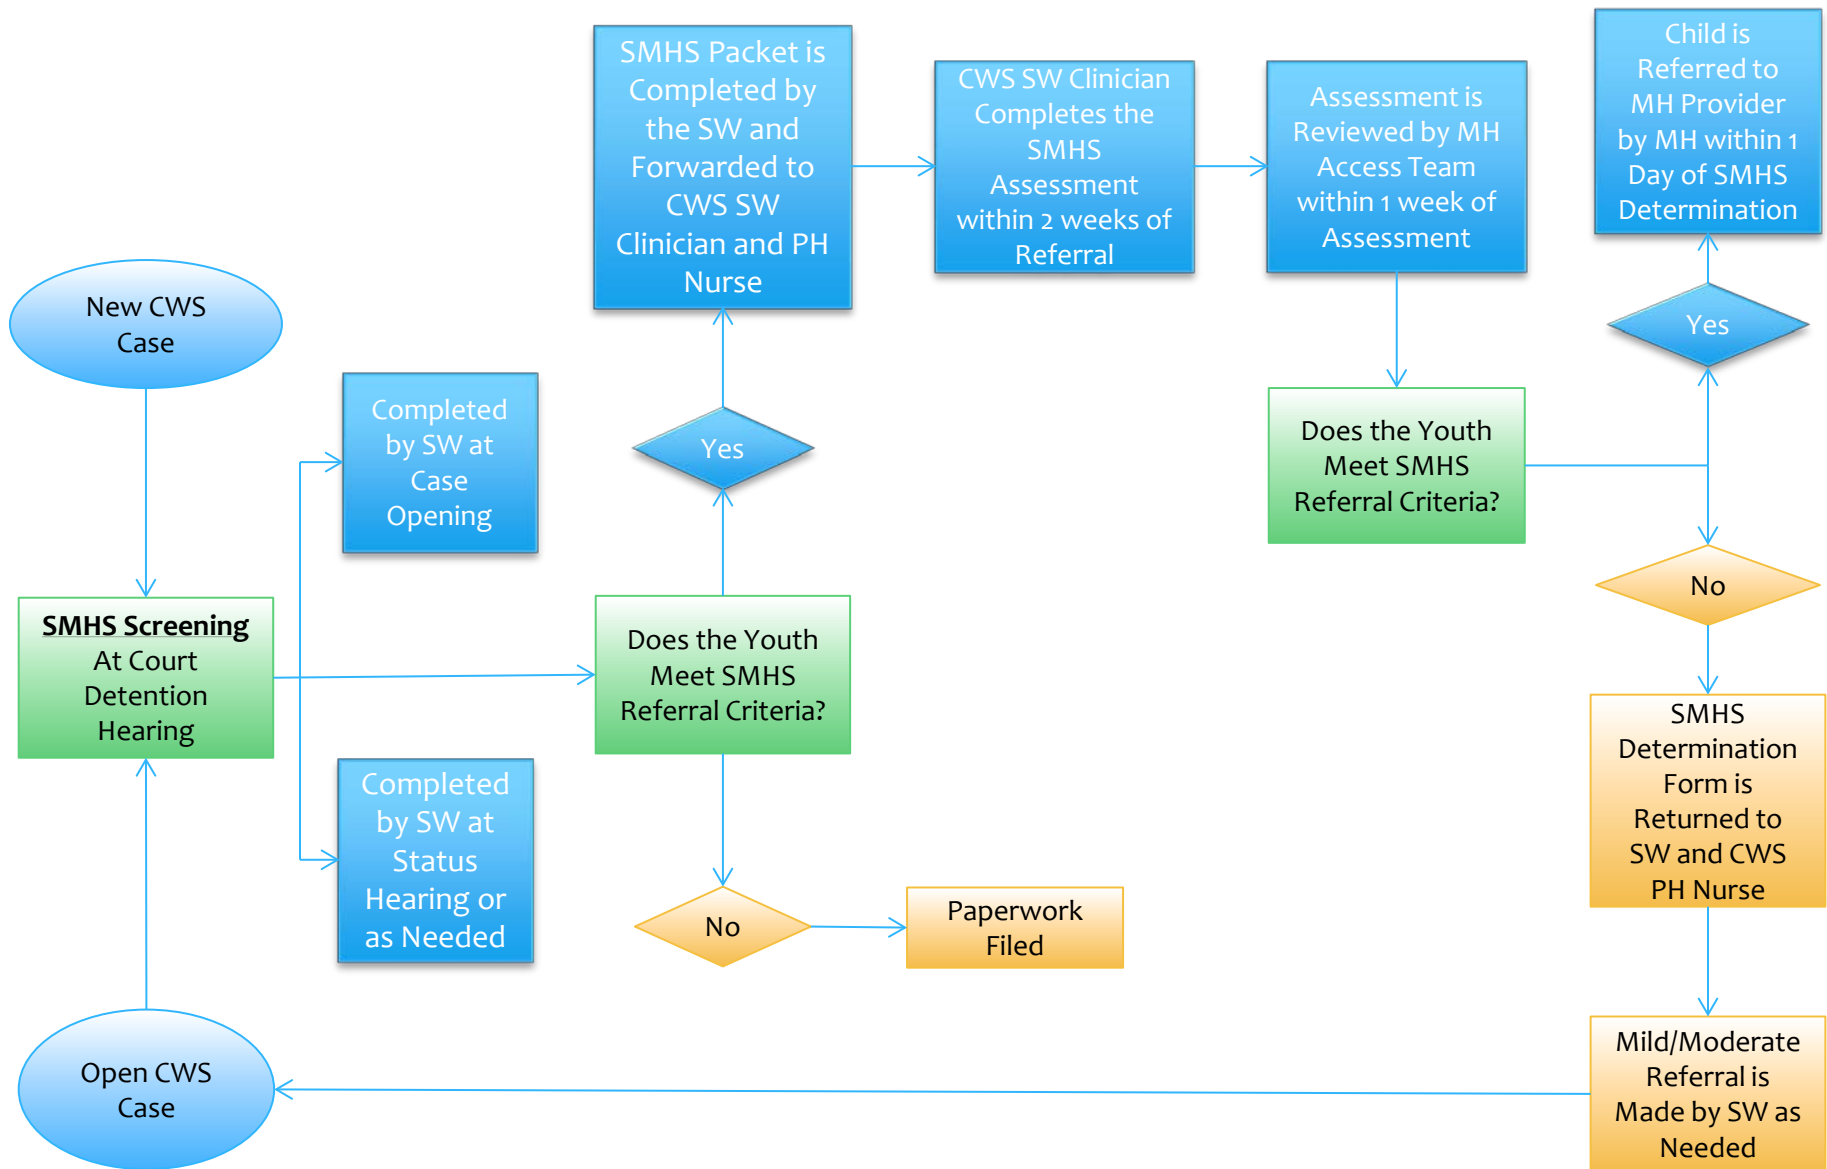 New CWS
Case
SMHS Screening
At Court
Detention
Hearing
Open CWS
Case
Completed
by SW at
Case
Opening
Completed
by SW at
Status
Hearing or
as Needed
Does the Youth
Meet SMHS
Referral Criteria?
Yes
SMHS Packet is
Completed by
the SW and
Forwarded to
CWS SW
Clinician and PH
Nurse
No
Paperwork
Filed
CWS SW Clinician
Completes the
SMHS
Assessment
within 2 weeks of
Referral
Assessment is
Reviewed by MH
Access Team
within 1 week of
Assessment
Does the Youth
Meet SMHS
Referral Criteria?
Yes
Child is
Referred to
MH Provider
by MH within 1
Day of SMHS
Determination
No
SMHS
Determination
Form is
Returned to
SW and CWS
PH Nurse
Mild/Moderate
Referral is
Made by SW as
Needed